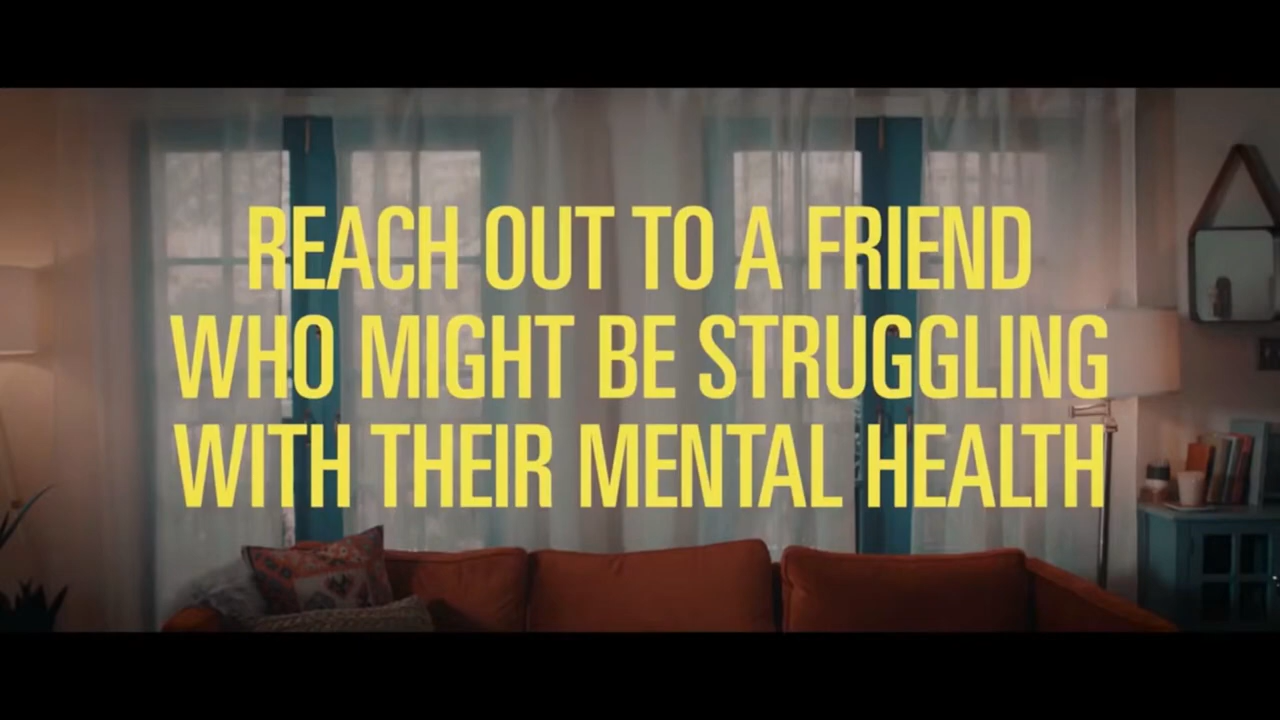 REACH OUT TO A FRIEND
WHO MIGHT BE STRUGGLING
WITH THEIR MENTAL HEALTH